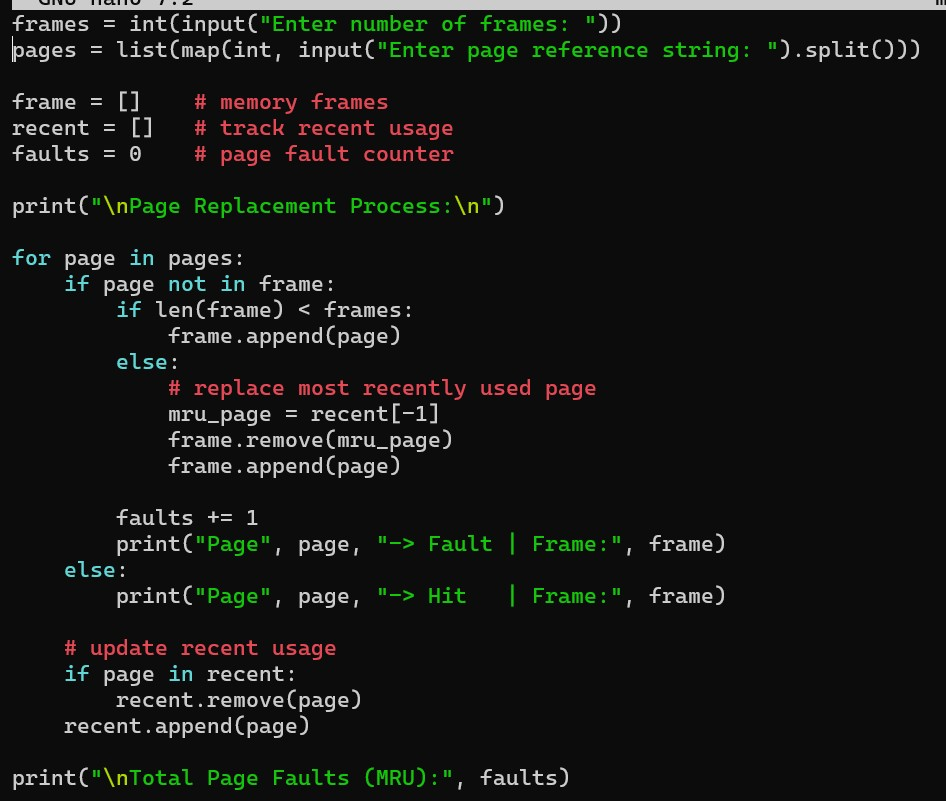 GNU nano 7.2
frames = int(input("Enter number of frames: "))
pages = list(map(int, input("Enter page reference string: ").split()))

frame = []    # memory frames
recent = []   # track recent usage
faults = 0    # page fault counter

print("\nPage Replacement Process:\n")

for page in pages:
    if page not in frame:
        if len(frame) < frames:
            frame.append(page)
        else:
            # replace most recently used page
            mru_page = recent[-1]
            frame.remove(mru_page)
            frame.append(page)

        faults += 1
        print("Page", page, "-> Fault | Frame:", frame)
    else:
        print("Page", page, "-> Hit   | Frame:", frame)

    # update recent usage
    if page in recent:
        recent.remove(page)
    recent.append(page)

print("\nTotal Page Faults (MRU):", faults)